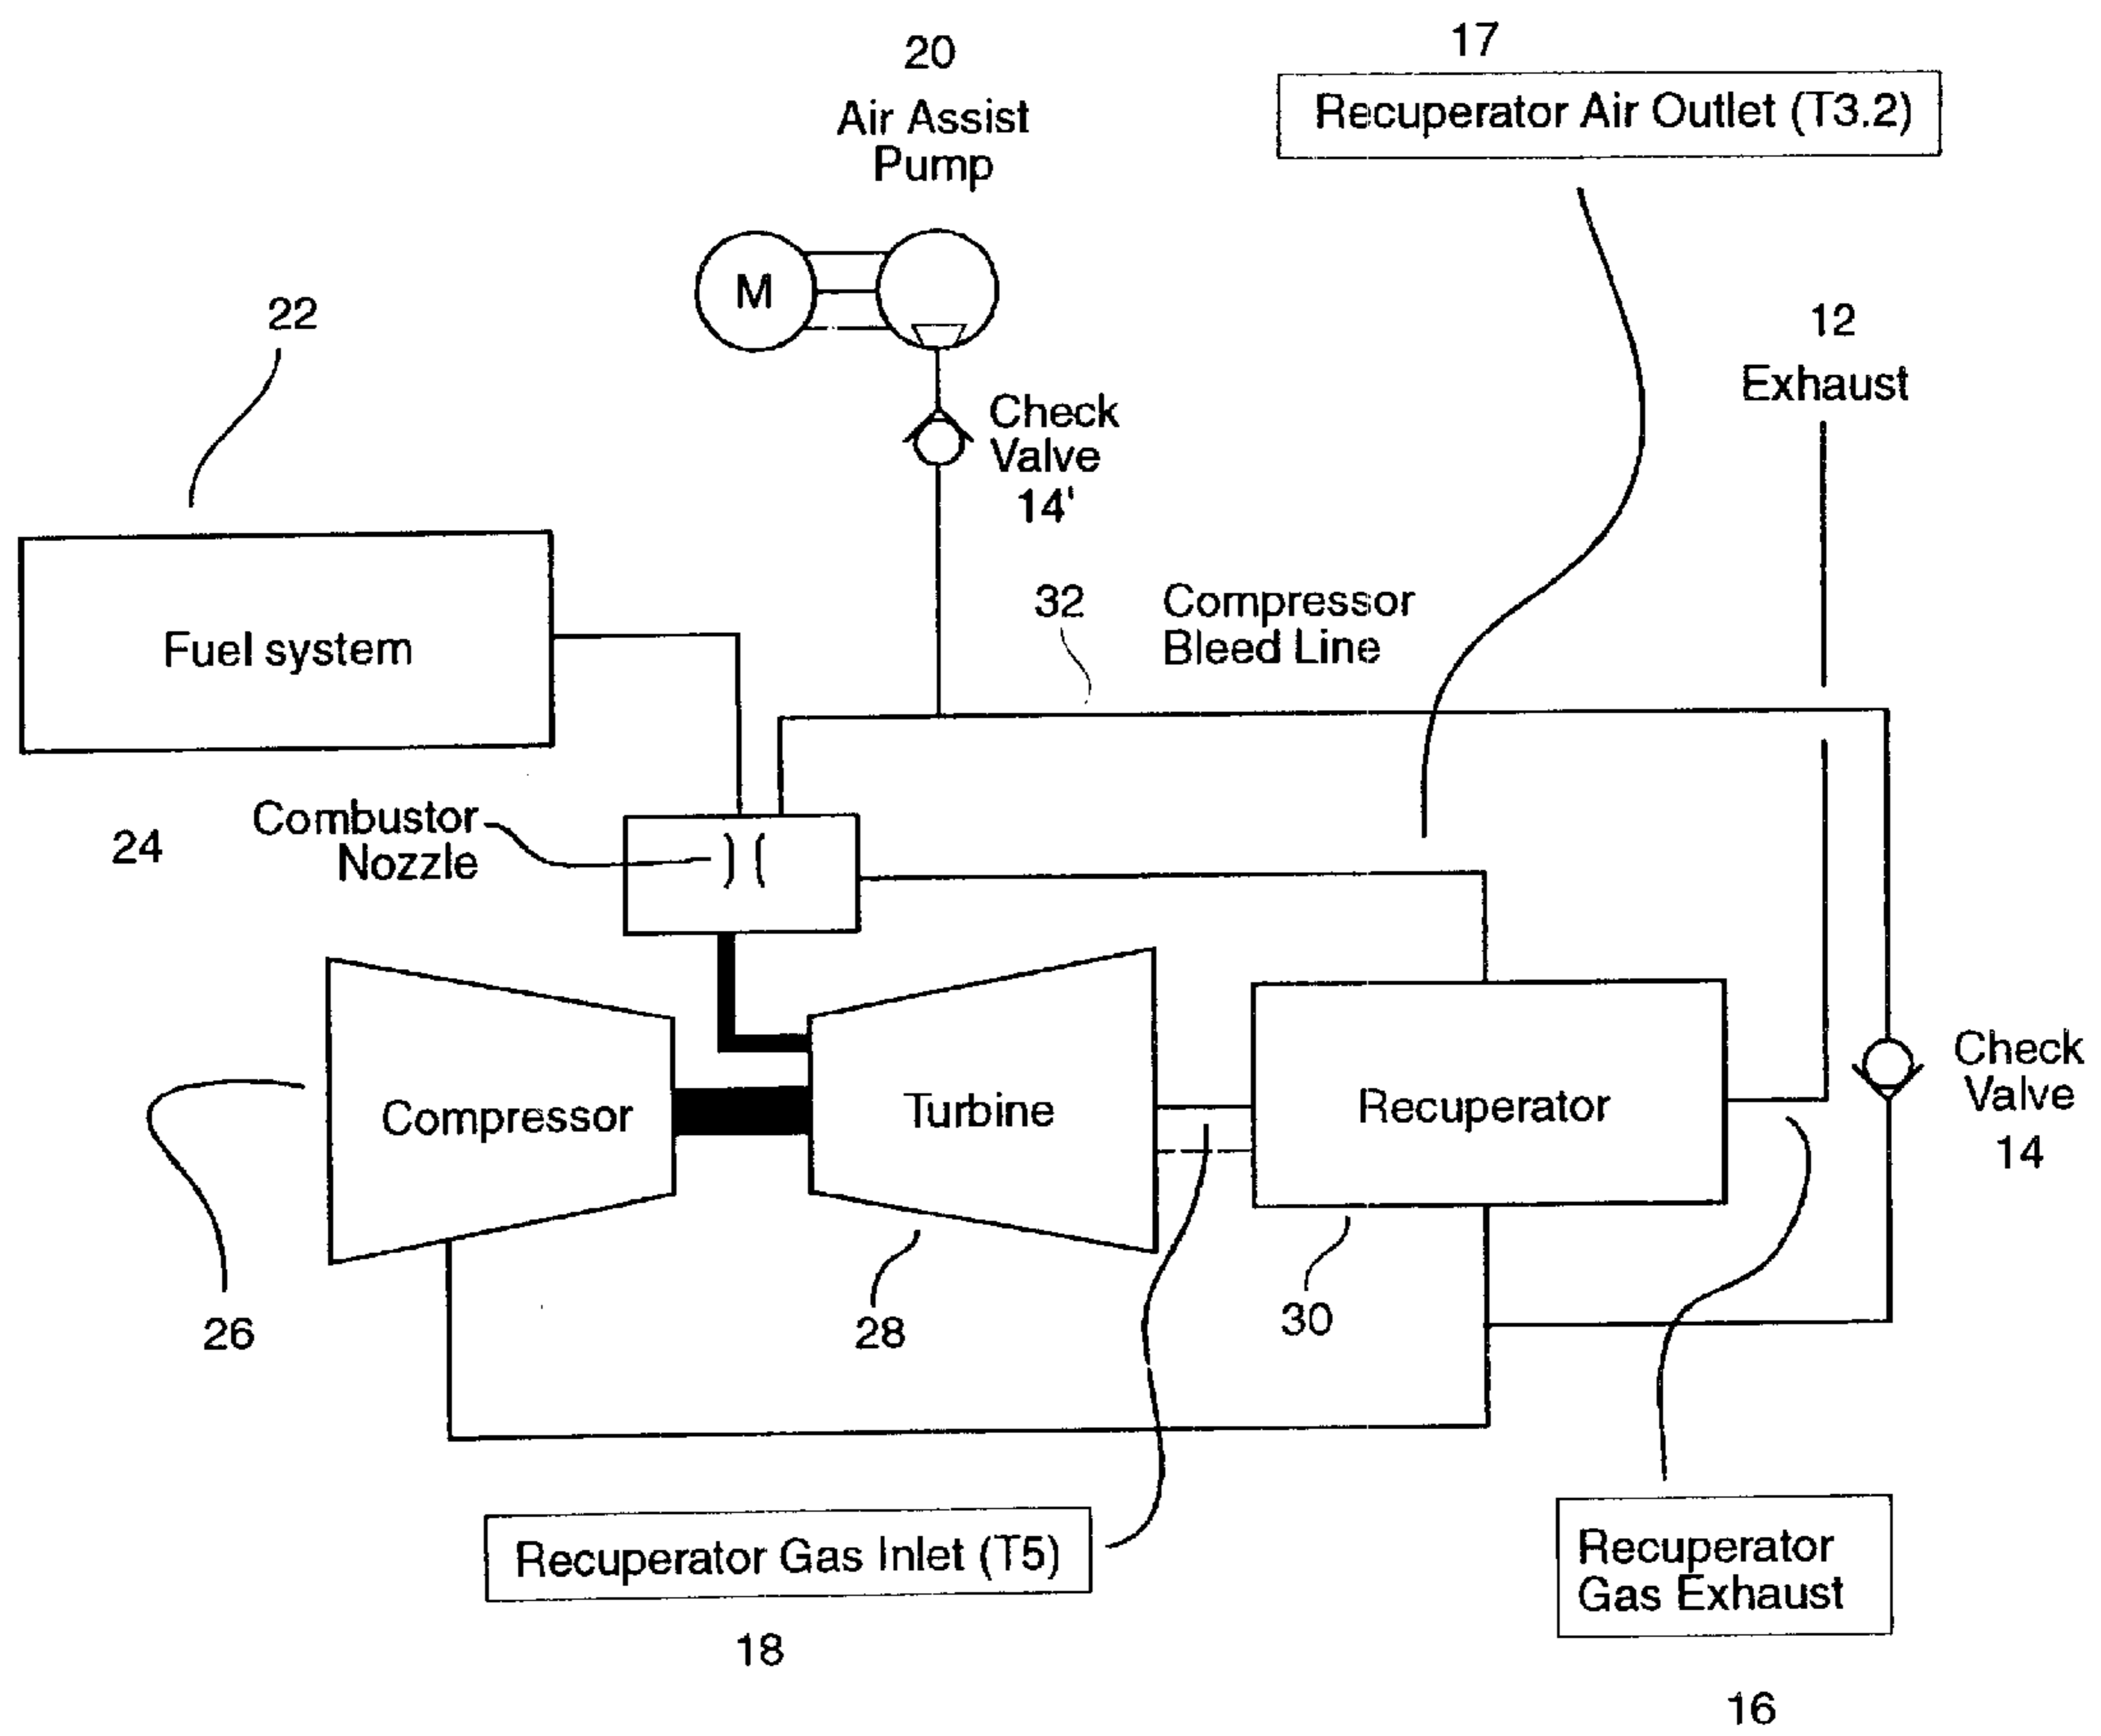 20
Air Assist
Pump
17
Recuperator Air Outlet (T3.2)
M
22
12
Exhaust
Check
Valve
14'
32
Compressor
Bleed Line
Fuel system
24
Combustor
Nozzle
Compressor
Turbine
Recuperator
Check
Valve
14
26
28
30
Recuperator Gas Inlet (T5)
18
Recuperator
Gas Exhaust
16